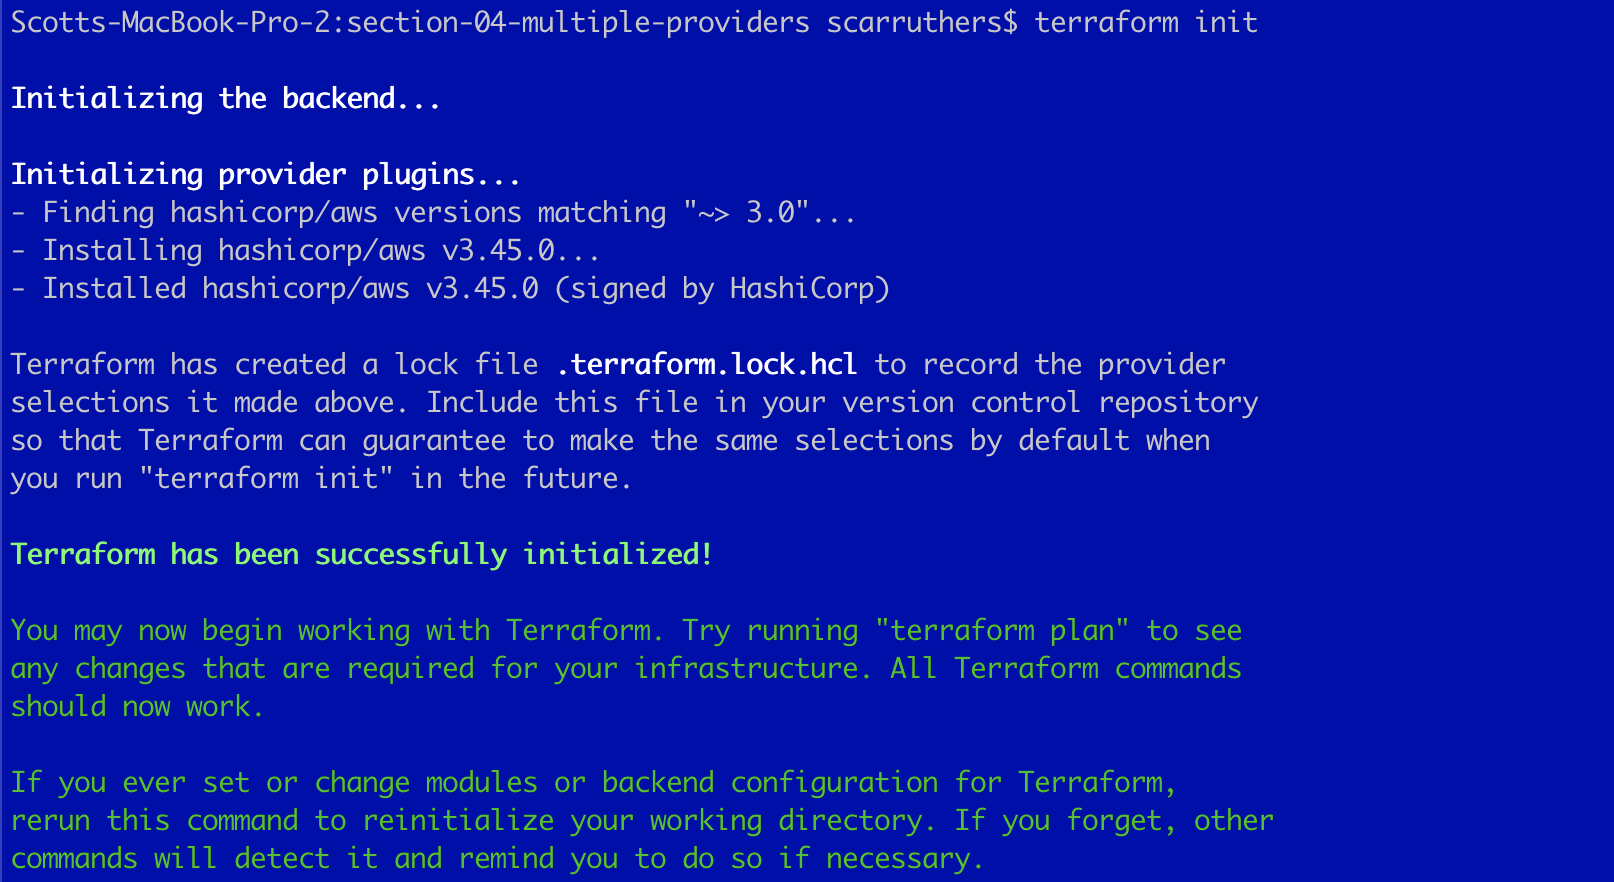 Scotts-MacBook-Pro-2:section-04-multiple-providers scarruthers$ terraform init
Initializing the backend...
Initializing provider plugins...
- Finding hashicorp/aws versions matching "~> 3.0"...
- Installing hashicorp/aws v3.45.0...
- Installed hashicorp/aws v3.45.0 (signed by HashiCorp)
Terraform has created a lock file .terraform.lock.hcl to record the provider
selections it made above. Include this file in your version control repository
so that Terraform can guarantee to make the same selections by default when
you run "terraform init" in the future.
Terraform has been successfully initialized!
You may now begin working with Terraform. Try running "terraform plan" to see
any changes that are required for your infrastructure. All Terraform commands
should now work.
If you ever set or change modules or backend configuration for Terraform,
rerun this command to reinitialize your working directory. If you forget, other
commands will detect it and remind you to do so if necessary.